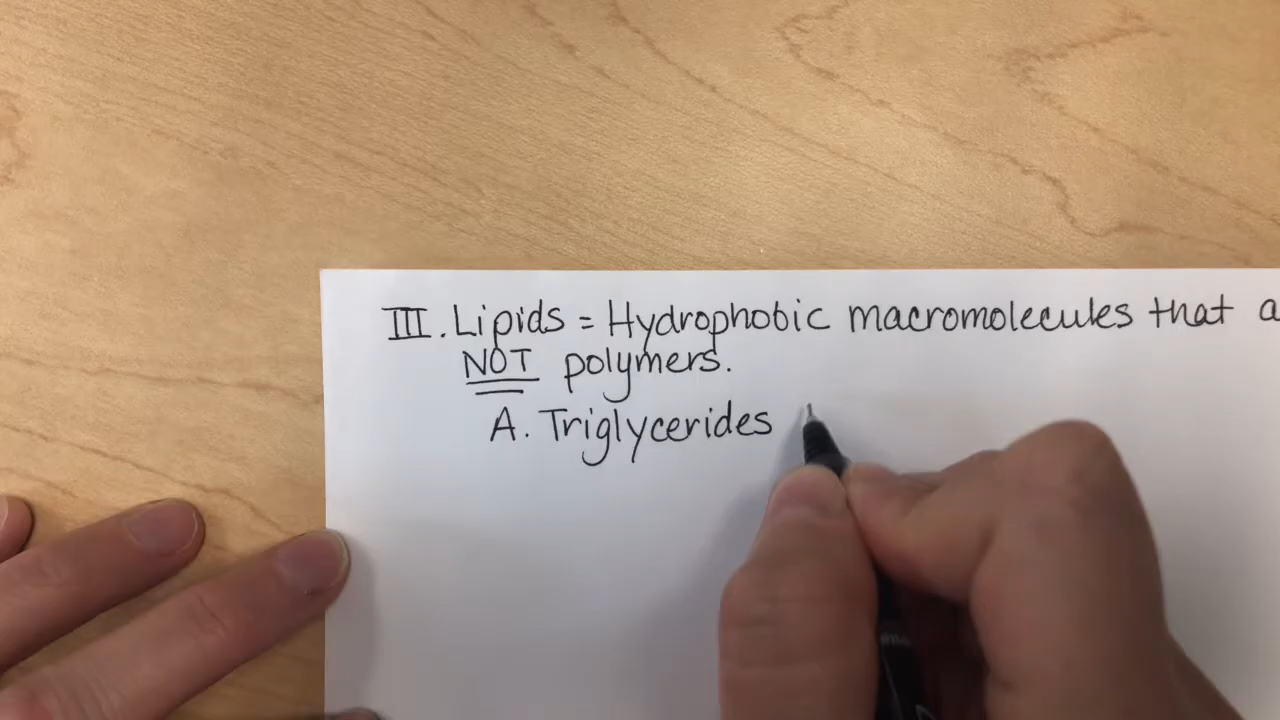 III. Lipids = Hydrophobic macromolecules that
NOT polymers.
A. Triglycerides